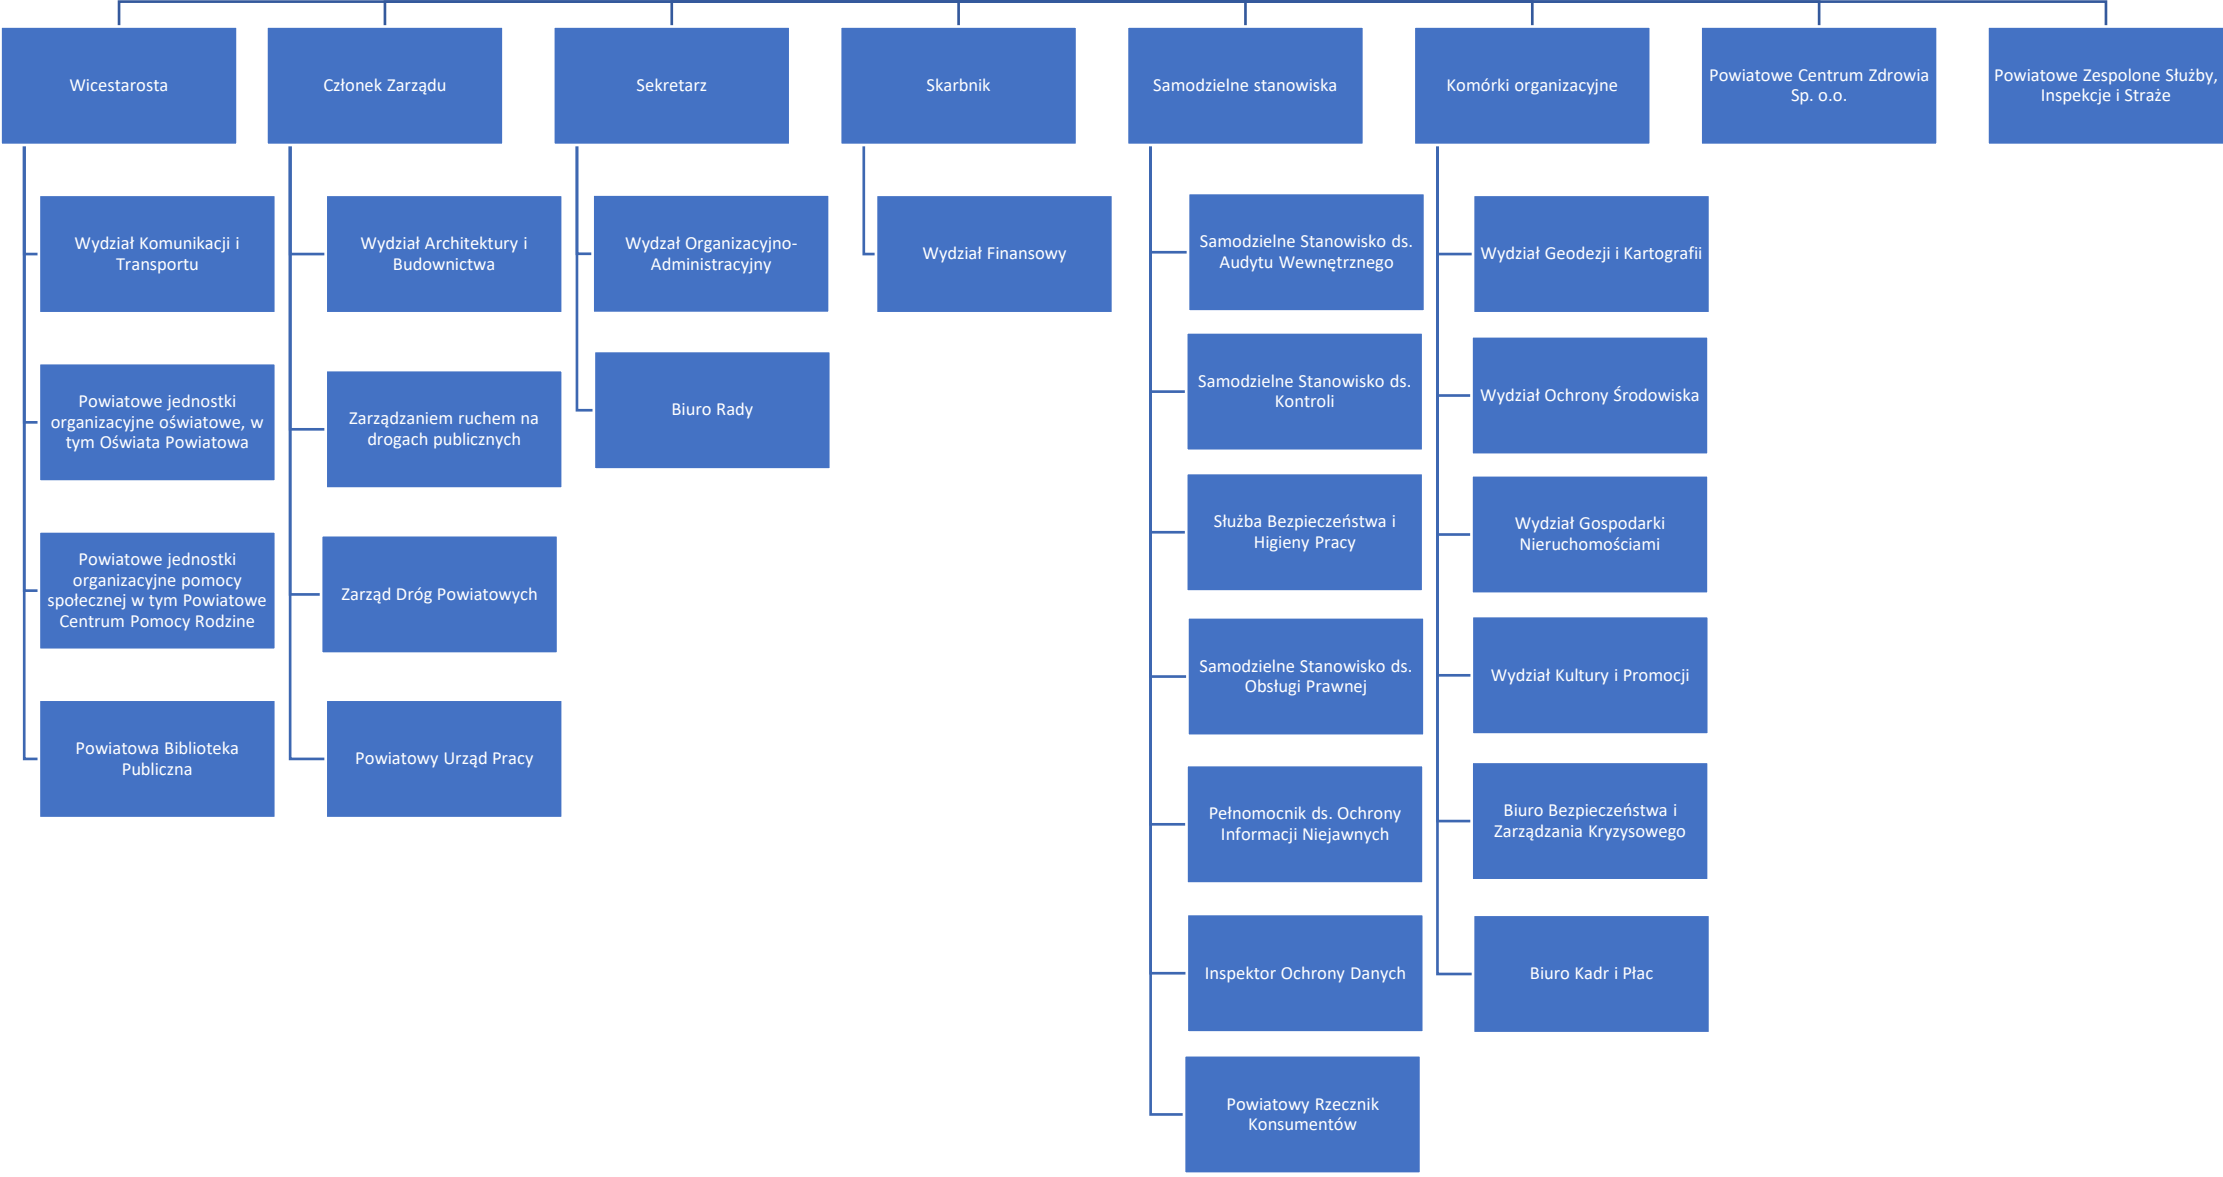 Wicestarosta
Członek Zarządu
Sekretarz
Skarbnik
Samodzielne stanowiska
Komórki organizacyjne
Powiatowe Centrum Zdrowia
Sp. o.o.
Powiatowe Zespolone Służby,
Inspekcje i Straże
Wydział Komunikacji i
Transportu
Powiatowe jednostki
organizacyjne oświatowe, w
tym Oświata Powiatowa
Powiatowe jednostki
organizacyjne pomocy
społecznej w tym Powiatowe
Centrum Pomocy Rodzine
Powiatowa Biblioteka
Publiczna
Wydział Architektury i
Budownictwa
Zarządzaniem ruchem na
drogach publicznych
Zarząd Dróg Powiatowych
Powiatowy Urząd Pracy
Wydzał Organizacyjno-
Administracyjny
Biuro Rady
Wydział Finansowy
Samodzielne Stanowisko ds.
Audytu Wewnętrznego
Samodzielne Stanowisko ds.
Kontroli
Służba Bezpieczeństwa i
Higieny Pracy
Samodzielne Stanowisko ds.
Obsługi Prawnej
Pełnomocnik ds. Ochrony
Informacji Niejawnych
Inspektor Ochrony Danych
Powiatowy Rzecznik
Konsumentów
Wydział Geodezji i Kartografii
Wydział Ochrony Środowiska
Wydział Gospodarki
Nieruchomościami
Wydział Kultury i Promocji
Biuro Bezpieczeństwa i
Zarządzania Kryzysowego
Biuro Kadr i Płac